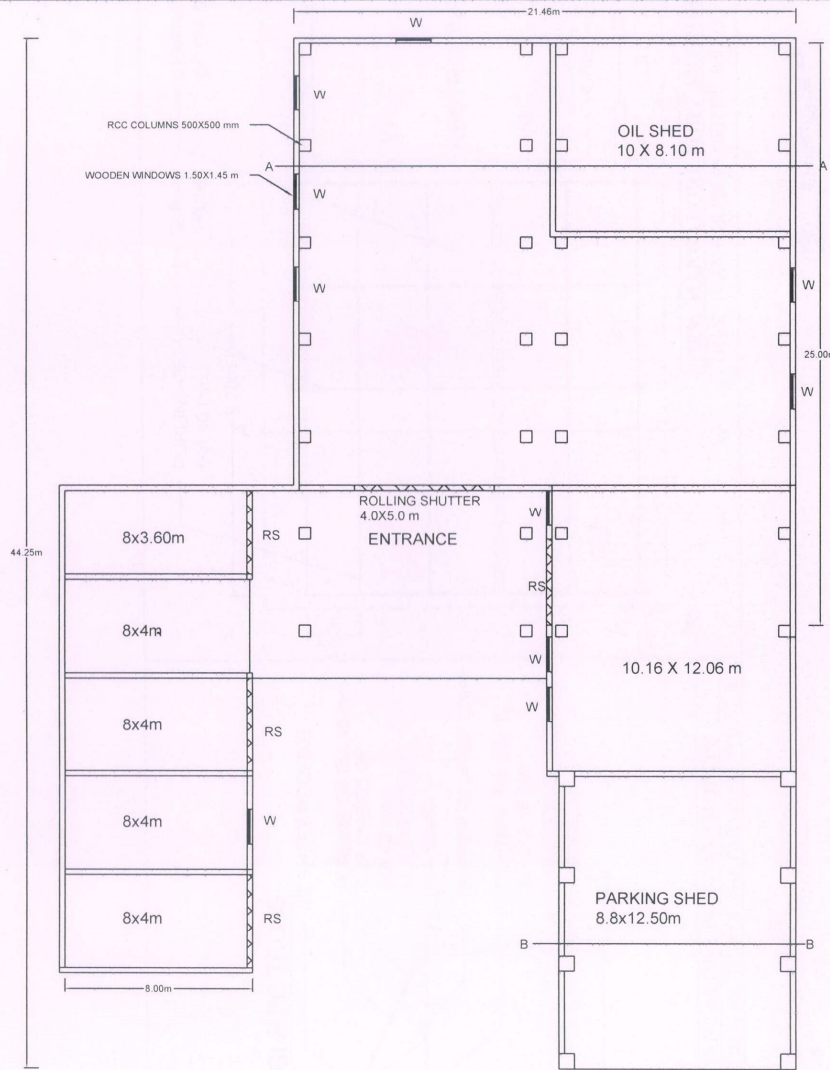 21.46m
W
W
RCC COLUMNS 500X500 mm
OIL SHED
10 X 8.10 m
A
A
WOODEN WINDOWS 1.50X1.45 m
W
W
W
25.00
W
ROLLING SHUTTER
4.0X5.0 m
ENTRANCE
W
8x3.60m
RS
44.25m
RS
8x4m
W
10.16 X 12.06 m
W
8x4m
RS
8x4m
W
PARKING SHED
8.8x12.50m
8x4m
RS
B
B
8.00m